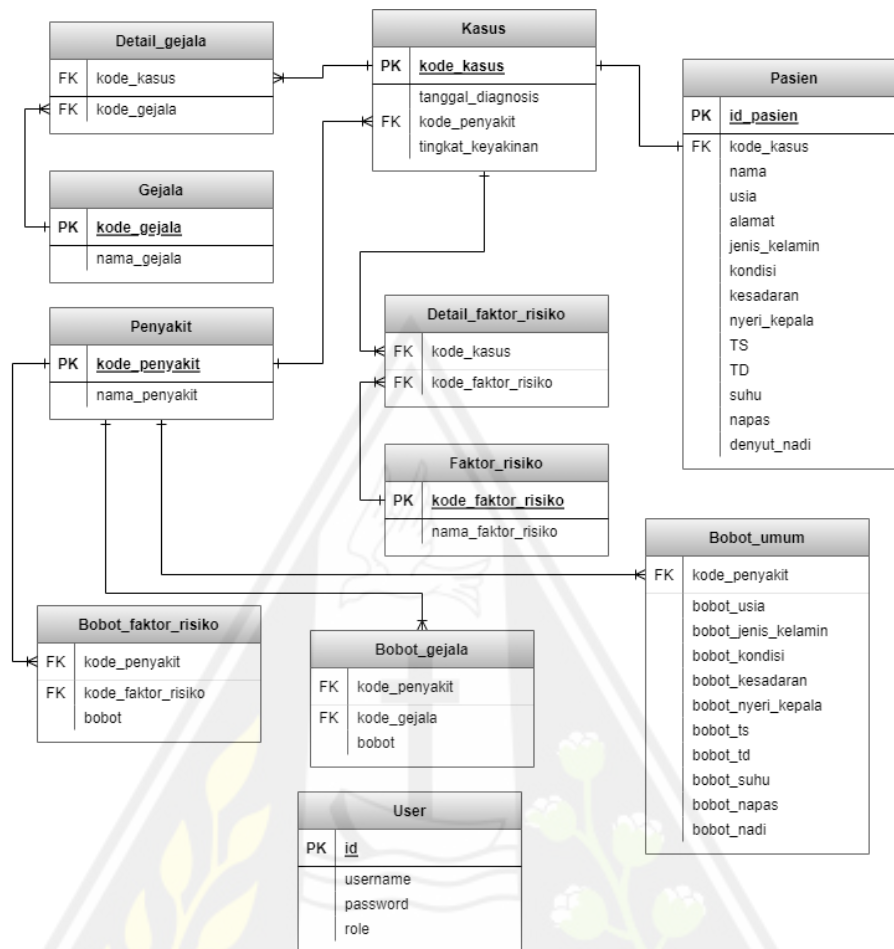 Detail_gejala
FK kode_kasus
FK kode_gejala
Kasus
PK kode_kasus
tanggal_diagnosis
FK kode_penyakit
tingkat_keyakinan
Pasien
PK id_pasien
FK kode_kasus
nama
usia
alamat
jenis_kelamin
kondisi
kesadaran
nyeri_kepala
TS
TD
suhu
napas
denyut_nadi
Gejala
PK kode_gejala
nama_gejala
Penyakit
PK kode_penyakit
nama_penyakit
Detail_faktor_risiko
FK kode_kasus
FK kode_faktor_risiko
Faktor_risiko
PK kode_faktor_risiko
nama_faktor_risiko
Bobot_umum
FK kode_penyakit
bobot_usia
bobot_jenis_kelamin
bobot_kondisi
bobot_kesadaran
bobot_nyeri_kepala
bobot_ts
bobot_td
bobot_suhu
bobot_napas
bobot_nadi
Bobot_faktor_risiko
FK kode_penyakit
FK kode_faktor_risiko
bobot
Bobot_gejala
FK kode_penyakit
FK kode_gejala
bobot
User
PK id
username
password
role